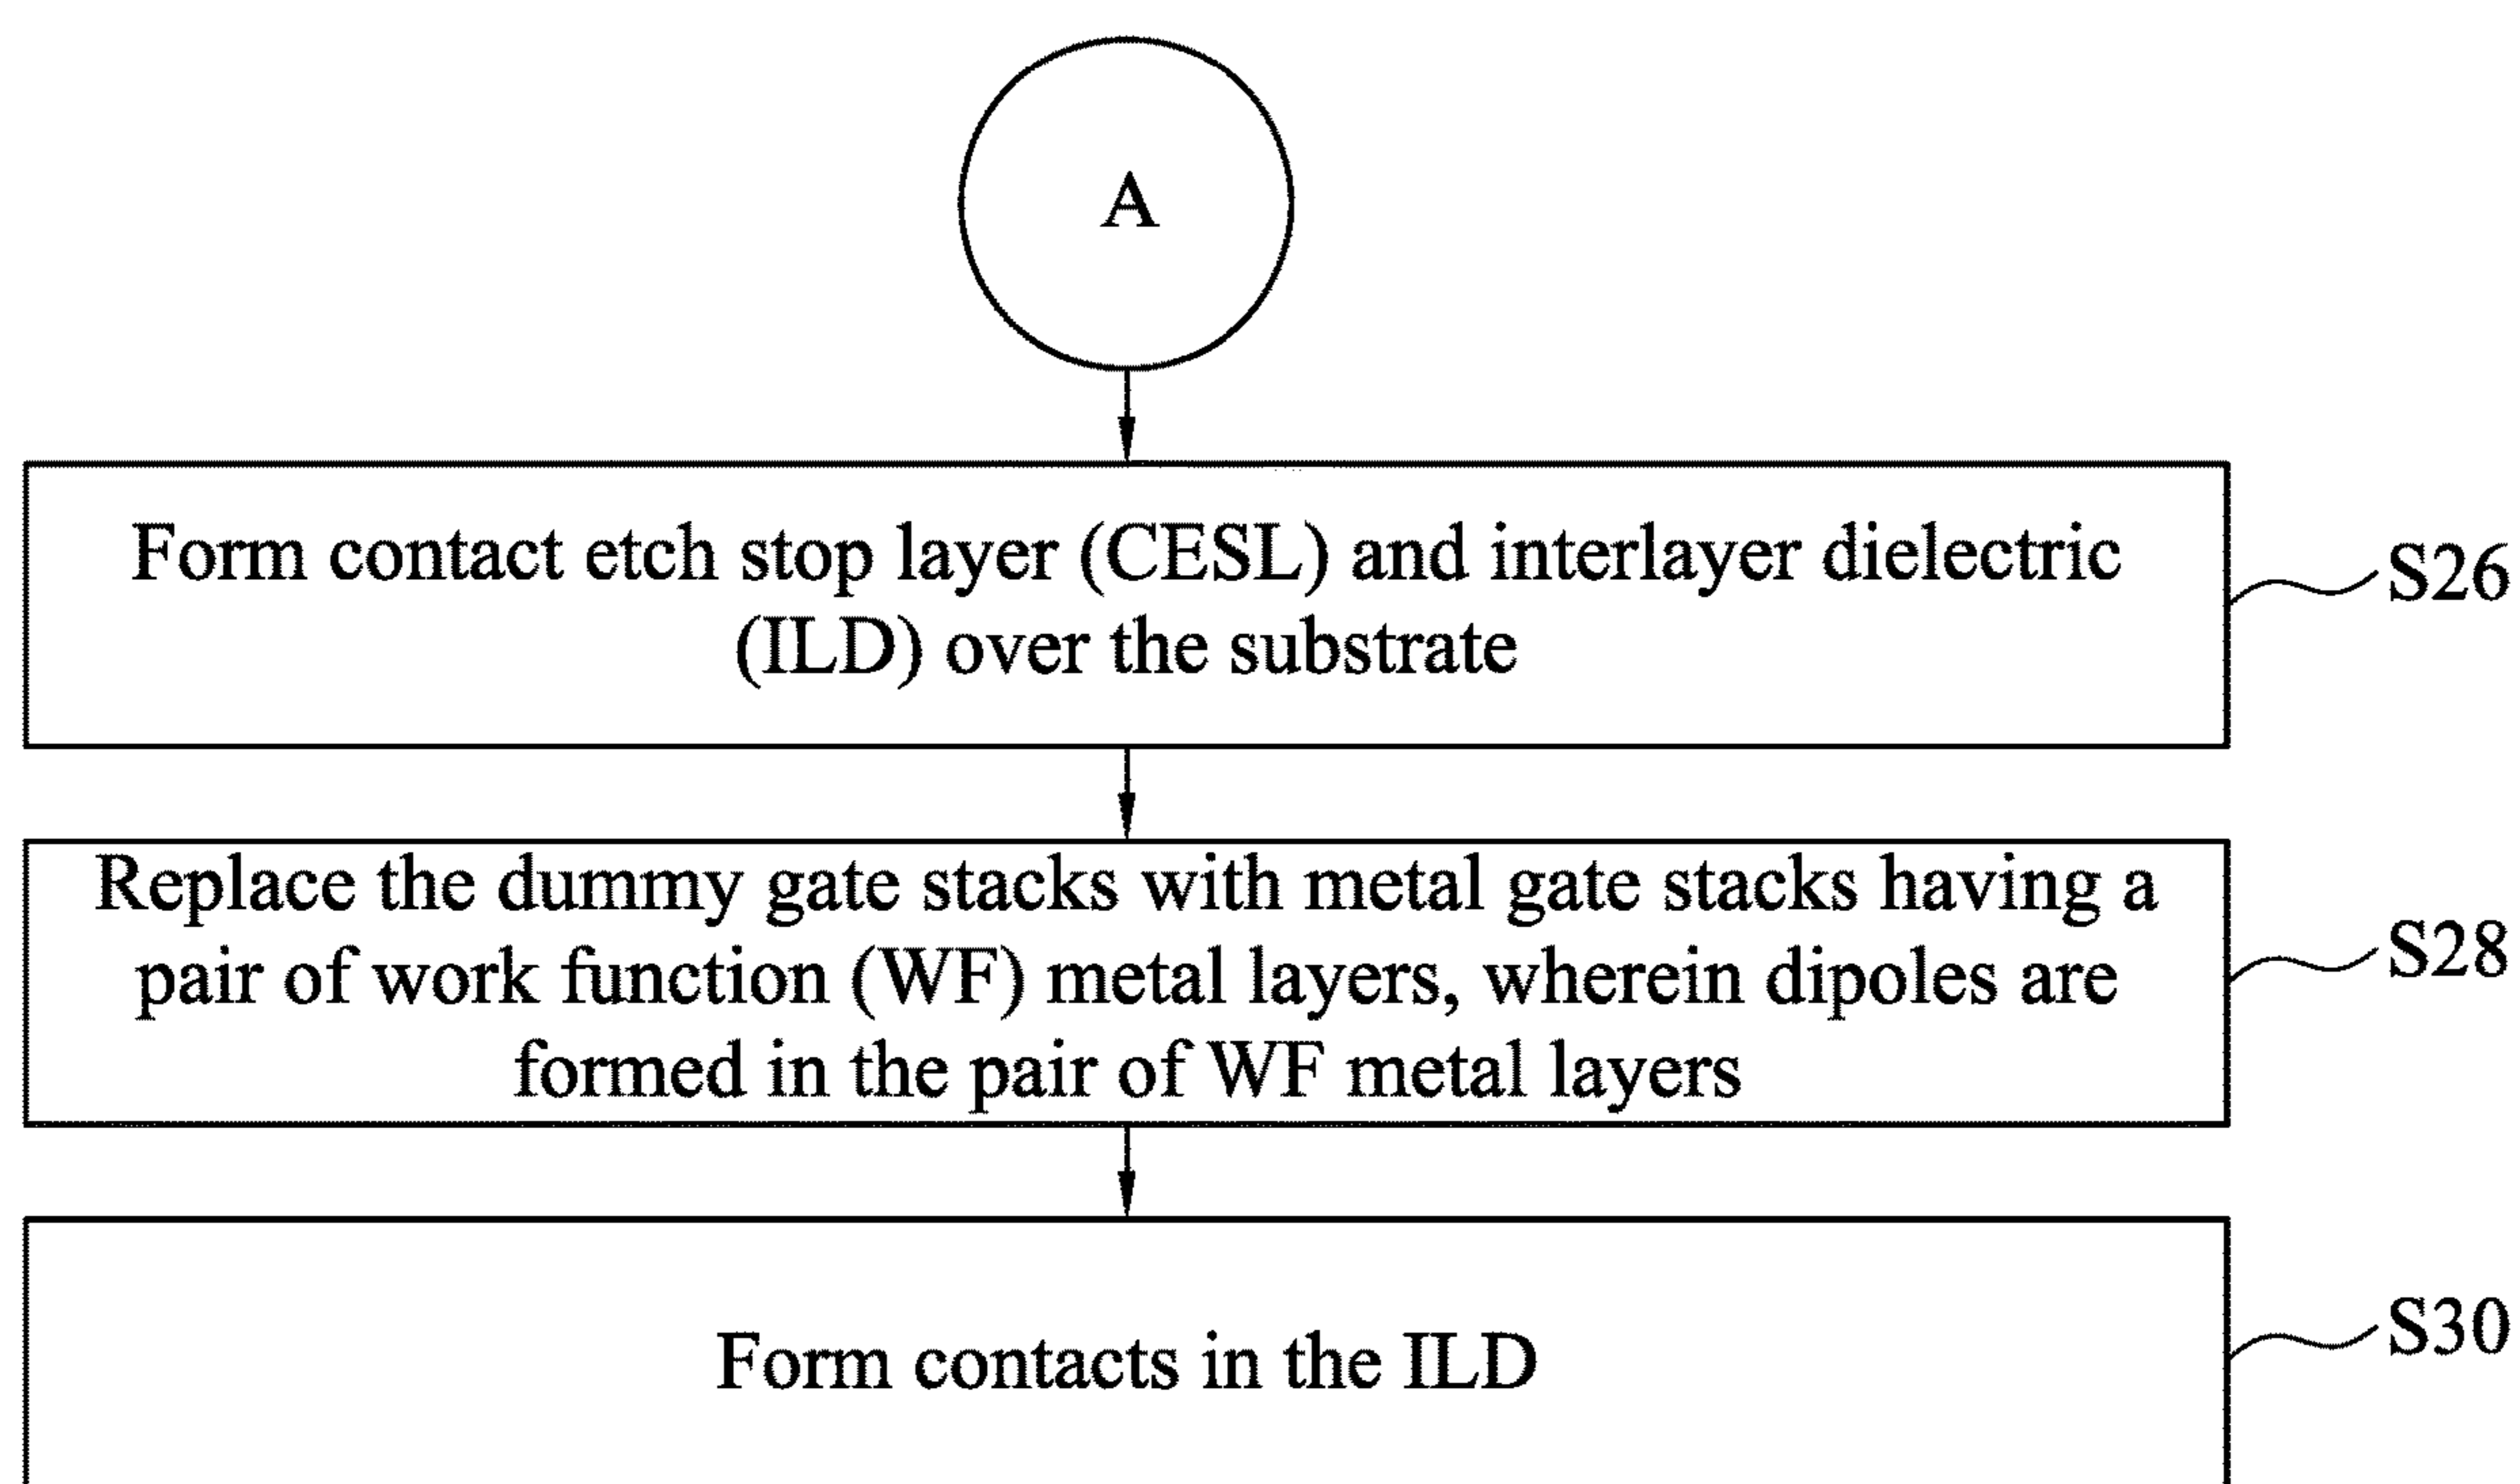 A
Form contact etch stop layer (CESL) and interlayer dielectric
(ILD) over the substrate
S26
Replace the dummy gate stacks with metal gate stacks having a
pair of work function (WF) metal layers, wherein dipoles are
formed in the pair of WF metal layers
S28
Form contacts in the ILD
S30